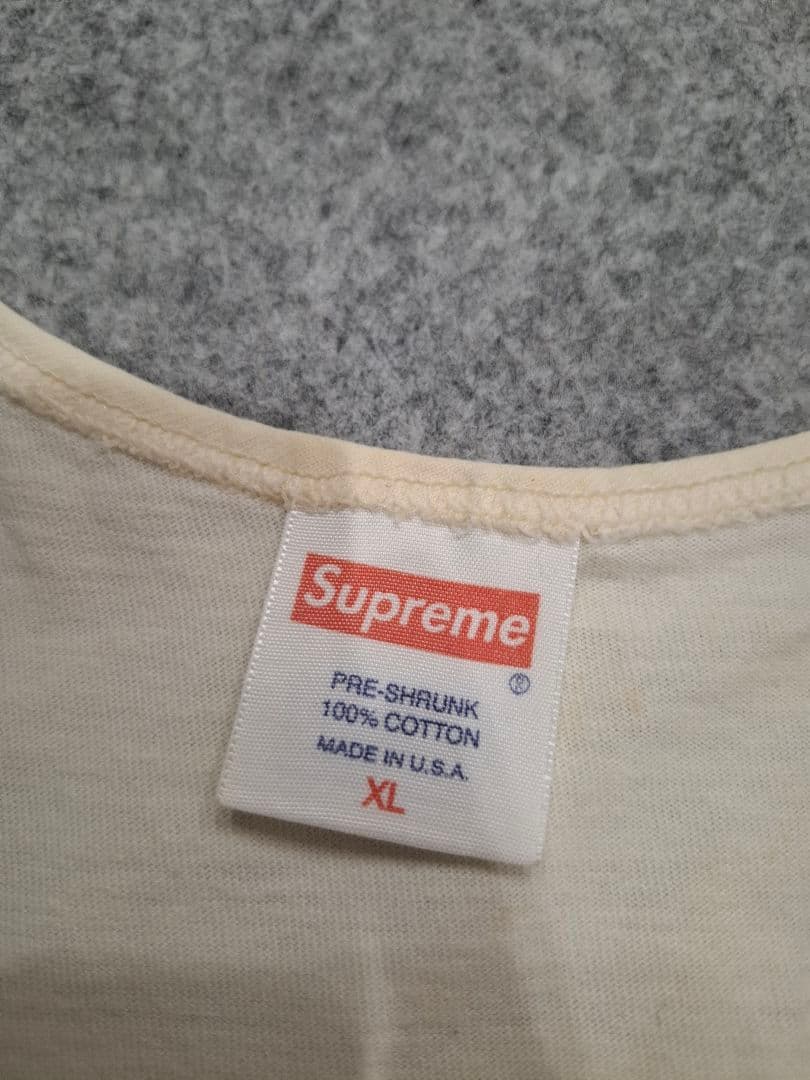 Supreme
®
PRE-SHRUNK
100% COTTON
MADE IN U.S.A.
XL